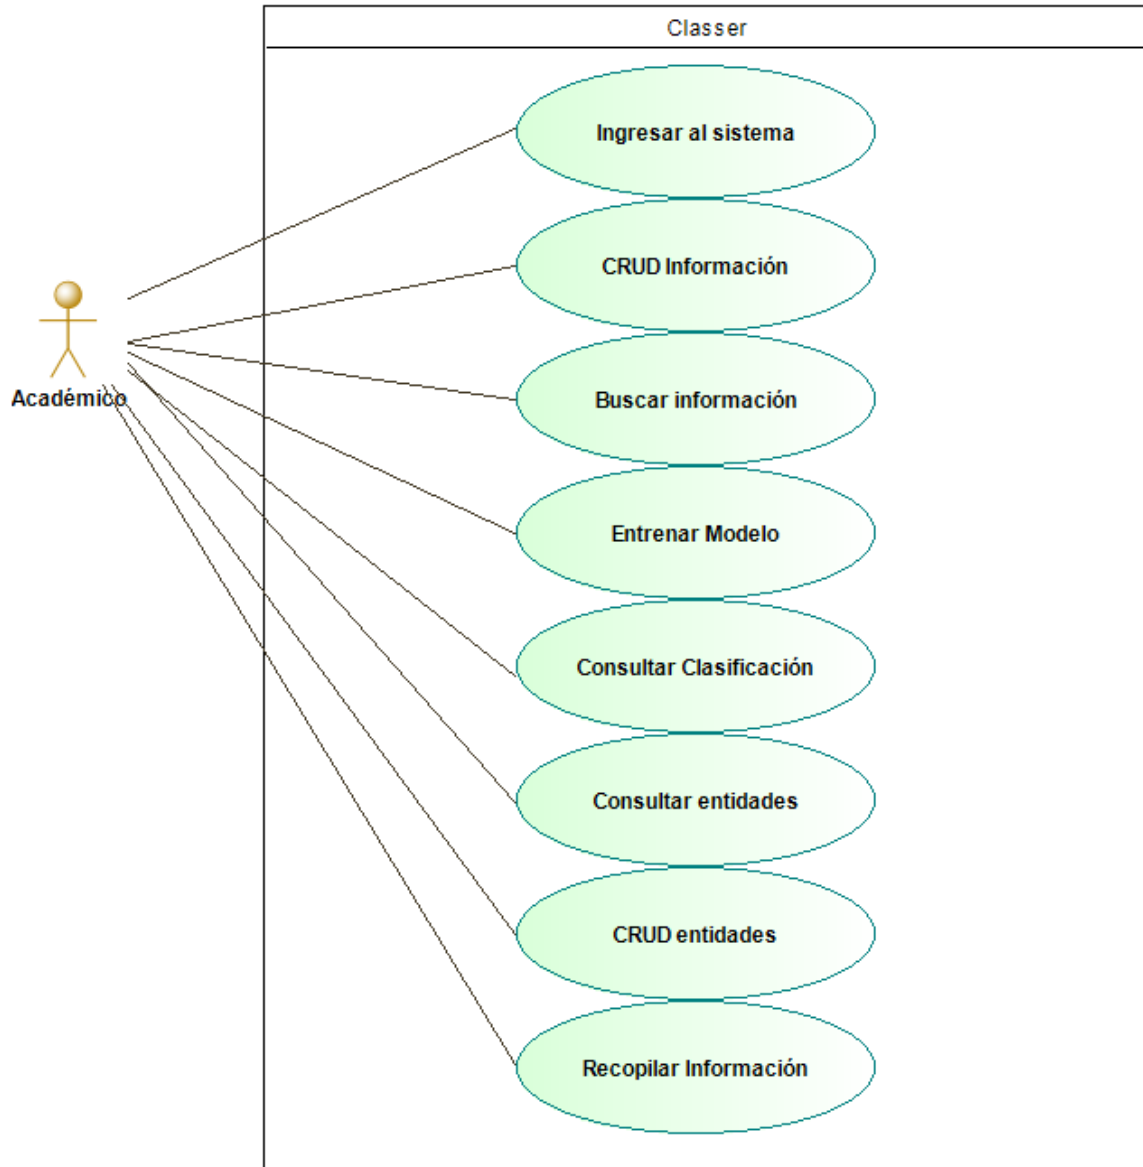 Classer
Ingresar al sistema
CRUD Información
Académico
Buscar información
Entrenar Modelo
Consultar Clasificación
Consultar entidades
CRUD entidades
Recopilar Información